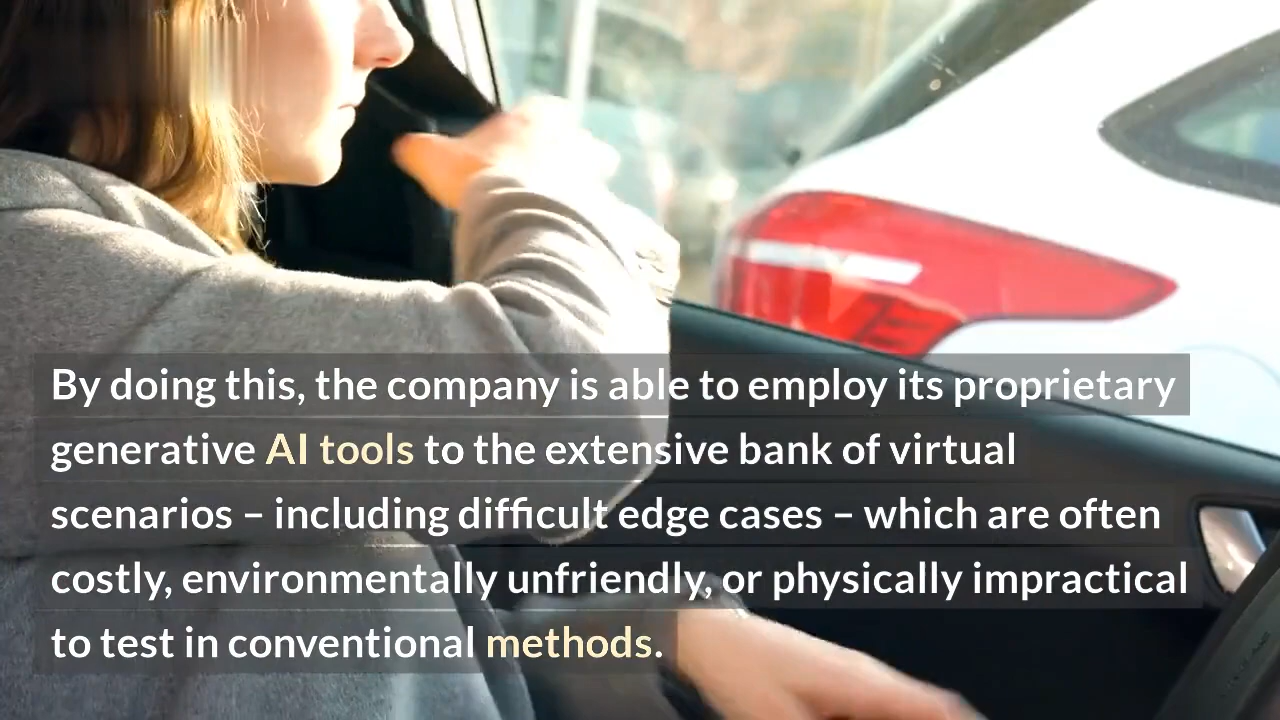 By doing this, the company is able to employ its proprietary
generative AI tools to the extensive bank of virtual
scenarios – including difficult edge cases – which are often
costly, environmentally unfriendly, or physically impractical
to test in conventional methods.